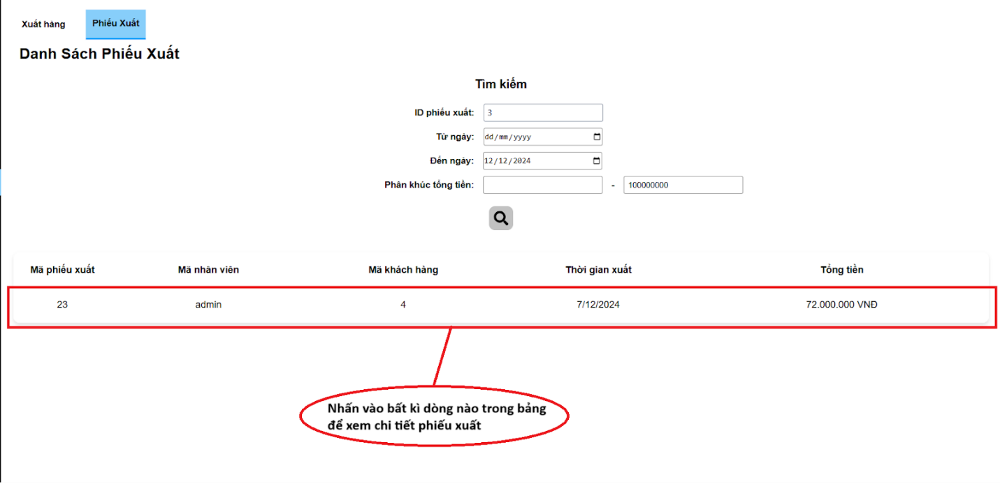 Xuất hàng
Phiếu Xuất
Danh Sách Phiếu Xuất
Tìm kiếm
ID phiếu xuất: 3
Từ ngày: dd/mm/yyyy
Đến ngày: 12/12/2024
Phân khúc tổng tiền: - 100000000
Mã phiếu xuất Mã nhân viên Mã khách hàng Thời gian xuất Tổng tiền
23 admin 4 7/12/2024 72.000.000 VNĐ
Nhấn vào bất kì dòng nào trong bảng
để xem chi tiết phiếu xuất